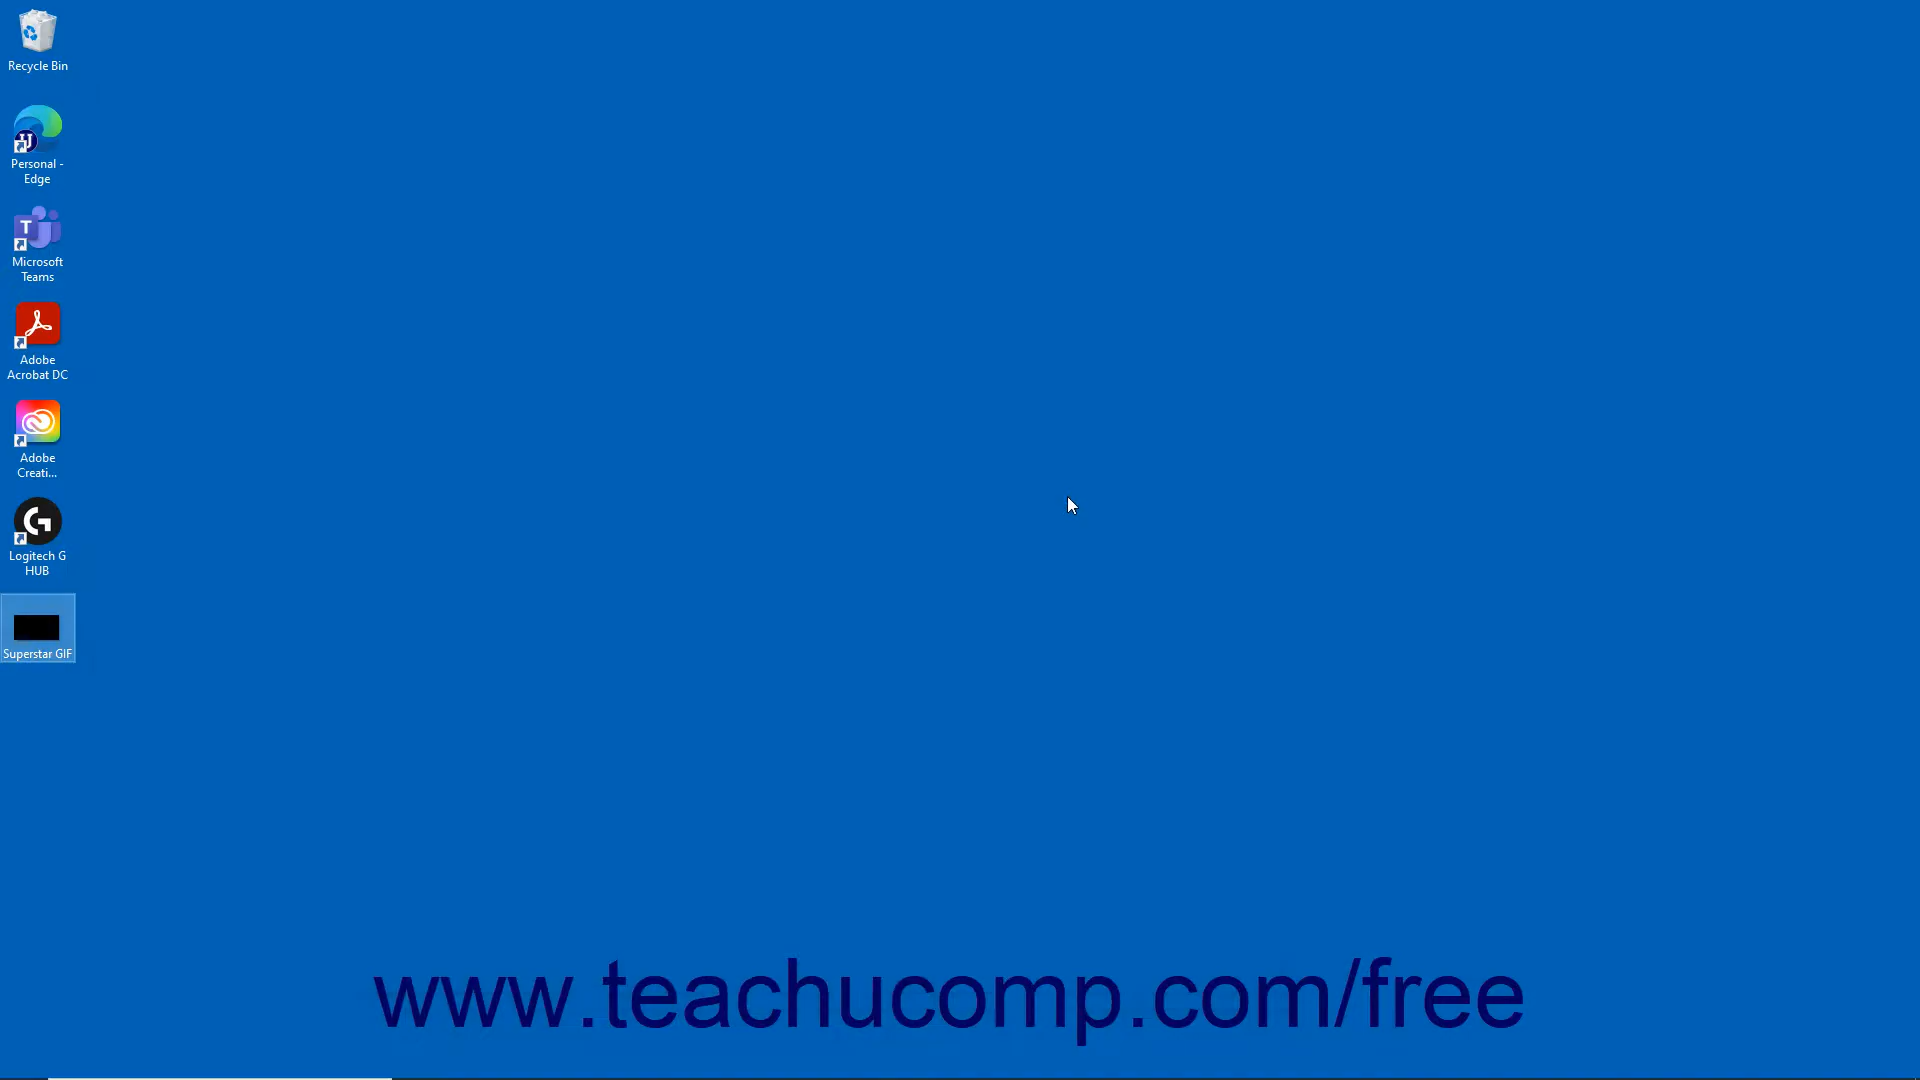 Recycle Bin
Personal -
Edge
T
Microsoft
Teams
Adobe
Acrobat DC
Adobe
Creati...
Logitech G
HUB
Superstar GIF
www.teachucomp.com/free